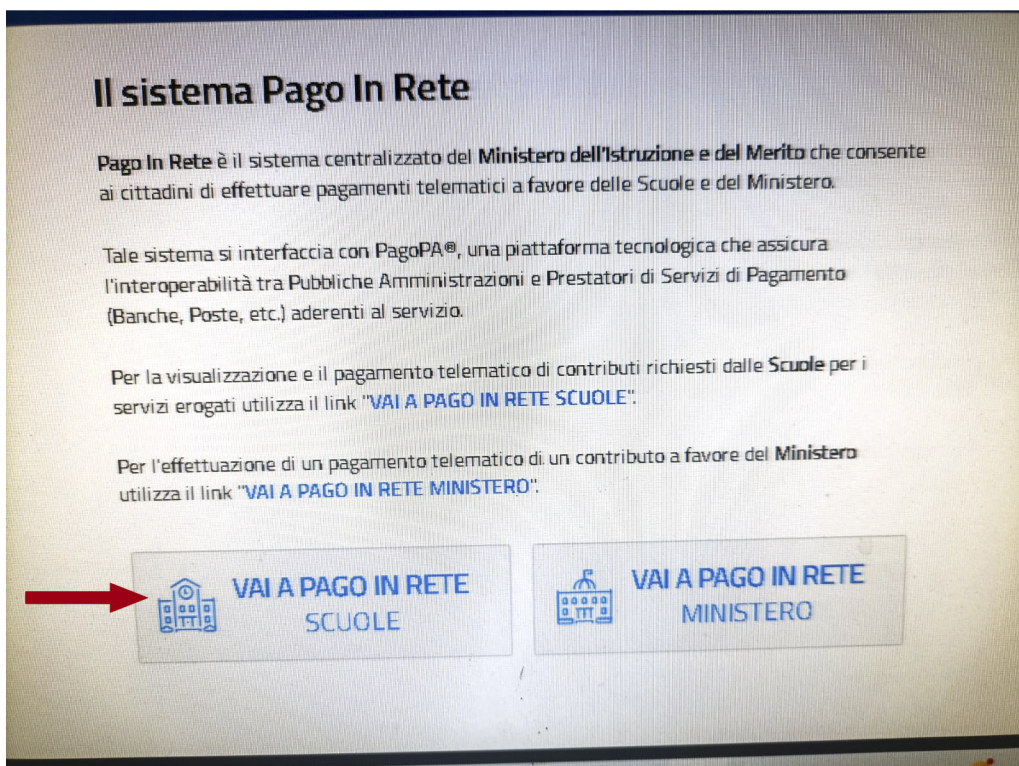 Il sistema Pago In Rete
Pago In Rete è il sistema centralizzato del Ministero dell'Istruzione e del Merito che consente
ai cittadini di effettuare pagamenti telematici a favore delle Scuole e del Ministero.
Tale sistema si interfaccia con PagoPA®, una piattaforma tecnologica che assicura
l'interoperabilità tra Pubbliche Amministrazioni e Prestatori di Servizi di Pagamento
(Banche, Poste, etc.) aderenti al servizio.
Per la visualizzazione e il pagamento telematico di contributi richiesti dalle Scuole per i
servizi erogati utilizza il link "VAI A PAGO IN RETE SCUOLE".
Per l'effettuazione di un pagamento telematico di un contributo a favore del Ministero
utilizza il link "VAI A PAGO IN RETE MINISTERO".
VAI A PAGO IN RETE
SCUOLE
VAI A PAGO IN RETE
MINISTERO